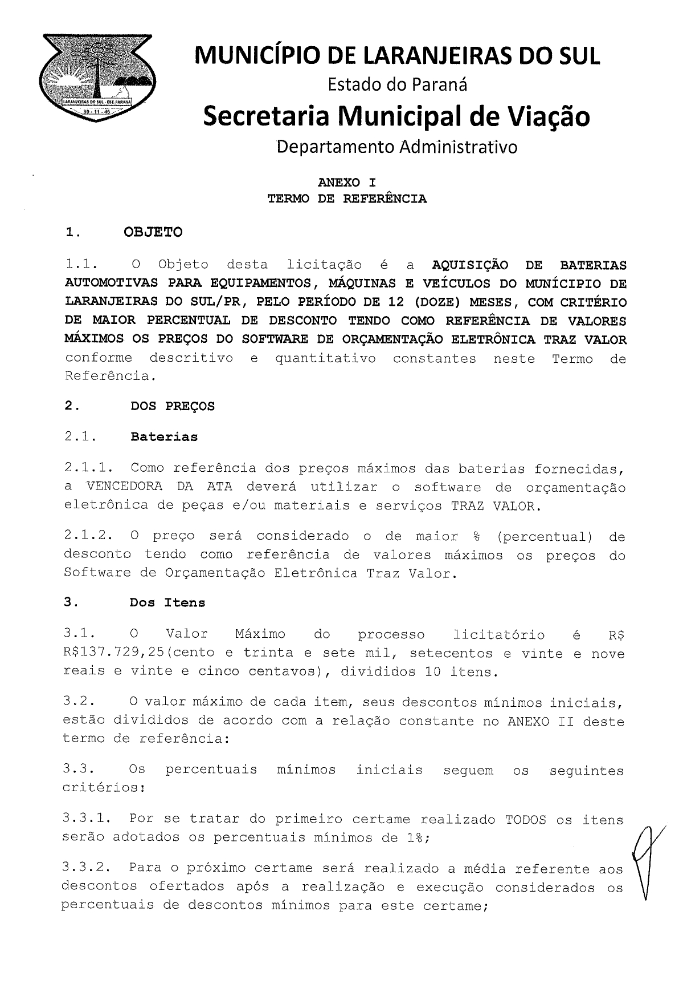 MUNICÍPIO DE LARANJEIRAS DO SUL
Estado do Paraná
Secretaria Municipal de Viação
Departamento Administrativo
LARANJEIRAS DO SUL - EST. PARANÁ
30 - 11 - 46
ANEXO I
TERMO DE REFERÊNCIA
1. OBJETO
1.1. O Objeto desta licitação é a AQUISIÇÃO DE BATERIAS
AUTOMOTIVAS PARA EQUIPAMENTOS, MÁQUINAS E VEÍCULOS DO MUNÍCIPIO DE
LARANJEIRAS DO SUL/PR, PELO PERÍODO DE 12 (DOZE) MESES, COM CRITÉRIO
DE MAIOR PERCENTUAL DE DESCONTO TENDO COMO REFERÊNCIA DE VALORES
MÁXIMOS OS PREÇOS DO SOFTWARE DE ORÇAMENTAÇÃO ELETRÔNICA TRAZ VALOR
conforme descritivo e quantitativo constantes neste Termo de
Referência.
2. DOS PREÇOS
2.1. Baterias
2.1.1. Como referência dos preços máximos das baterias fornecidas,
a VENCEDORA DA ATA deverá utilizar o software de orçamentação
eletrônica de peças e/ou materiais e serviços TRAZ VALOR.
2.1.2. O preço será considerado o de maior % (percentual) de
desconto tendo como referência de valores máximos os preços do
Software de Orçamentação Eletrônica Traz Valor.
3. Dos Itens
3.1. O Valor Máximo do processo licitatório é R$
R$137.729,25(cento e trinta e sete mil, setecentos e vinte e nove
reais e vinte e cinco centavos), divididos 10 itens.
3.2. O valor máximo de cada item, seus descontos mínimos iniciais,
estão divididos de acordo com a relação constante no ANEXO II deste
termo de referência:
3.3. Os percentuais mínimos iniciais seguem os seguintes
critérios:
3.3.1. Por se tratar do primeiro certame realizado TODOS os itens
serão adotados os percentuais mínimos de 1%;
3.3.2. Para o próximo certame será realizado a média referente aos
descontos ofertados após a realização e execução considerados os
percentuais de descontos mínimos para este certame;